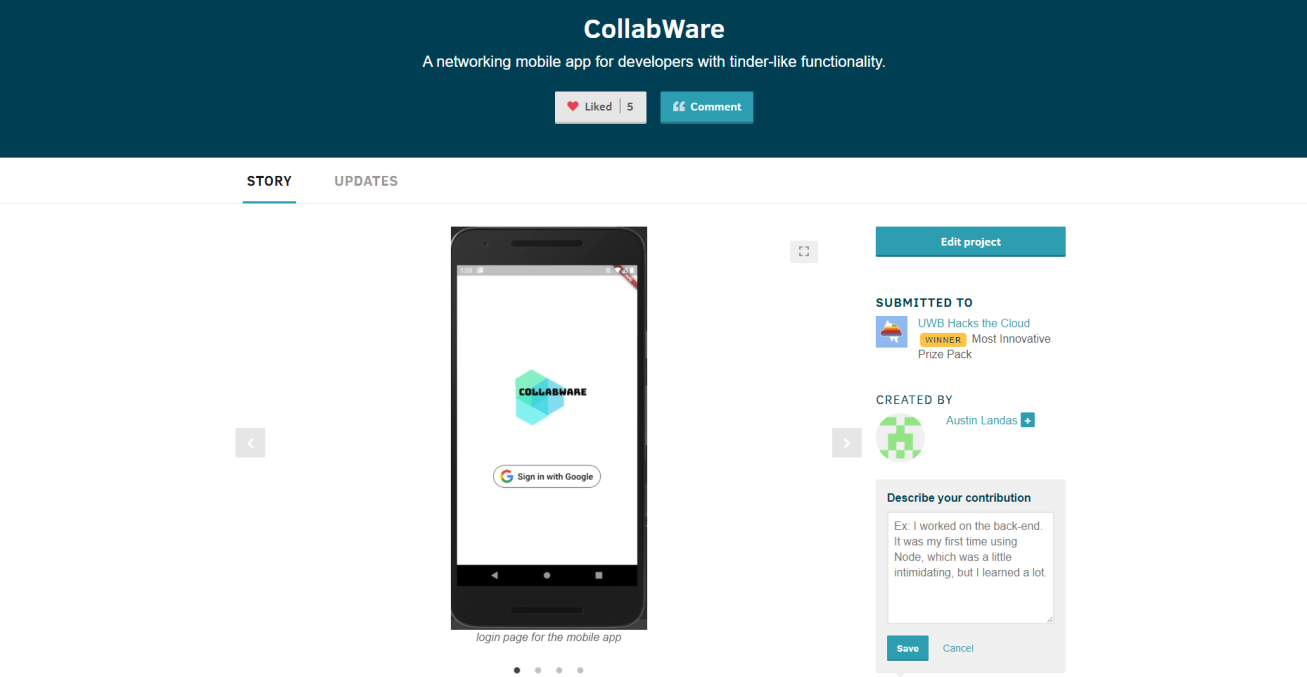 CollabWare
A networking mobile app for developers with tinder-like functionality.
Liked 5
Comment
STORY
UPDATES
1:05
COLLABWARE
Sign in with Google
login page for the mobile app
Edit project
SUBMITTED TO
UWB Hacks the Cloud
WINNER Most Innovative
Prize Pack
CREATED BY
Austin Landas +
Describe your contribution
Ex: I worked on the back-end.
It was my first time using
Node, which was a little
intimidating, but I learned a lot.
Save
Cancel